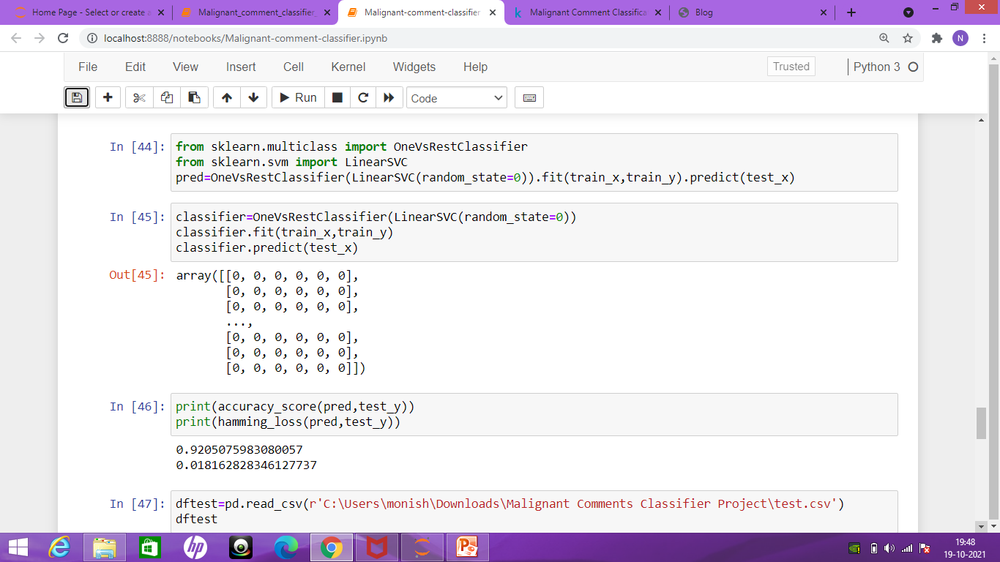 Home Page - Select or create a
Malignant_comment_classifier_
Malignant-comment-classifier
Malignant Comment Classifica
Blog
localhost:8888/notebooks/Malignant-comment-classifier.ipynb
N
File Edit View Insert Cell Kernel Widgets Help
Trusted
Python 3
Run
Code
In [44]:
from sklearn.multiclass import OneVsRestClassifier
from sklearn.svm import LinearSVC
pred=OneVsRestClassifier(LinearSVC(random_state=0)).fit(train_x,train_y).predict(test_x)
In [45]:
classifier=OneVsRestClassifier(LinearSVC(random_state=0))
classifier.fit(train_x,train_y)
classifier.predict(test_x)
Out[45]:
array([[0, 0, 0, 0, 0, 0],
[0, 0, 0, 0, 0, 0],
[0, 0, 0, 0, 0, 0],
...,
[0, 0, 0, 0, 0, 0],
[0, 0, 0, 0, 0, 0],
[0, 0, 0, 0, 0, 0]])
In [46]:
print(accuracy_score(pred,test_y))
print(hamming_loss(pred,test_y))
0.9205075983080057
0.018162828346127737
In [47]:
dftest=pd.read_csv(r'C:\Users\monish\Downloads\Malignant Comments Classifier Project\test.csv')
dftest
19:48
19-10-2021